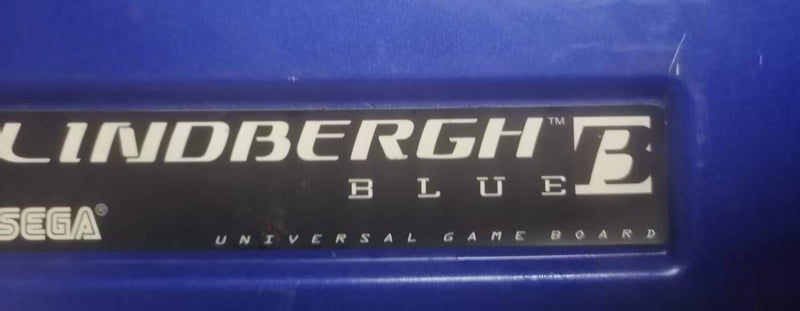 LINDBERGH™ B
BLUE
SEGA®
UNIVERSAL GAME BOARD